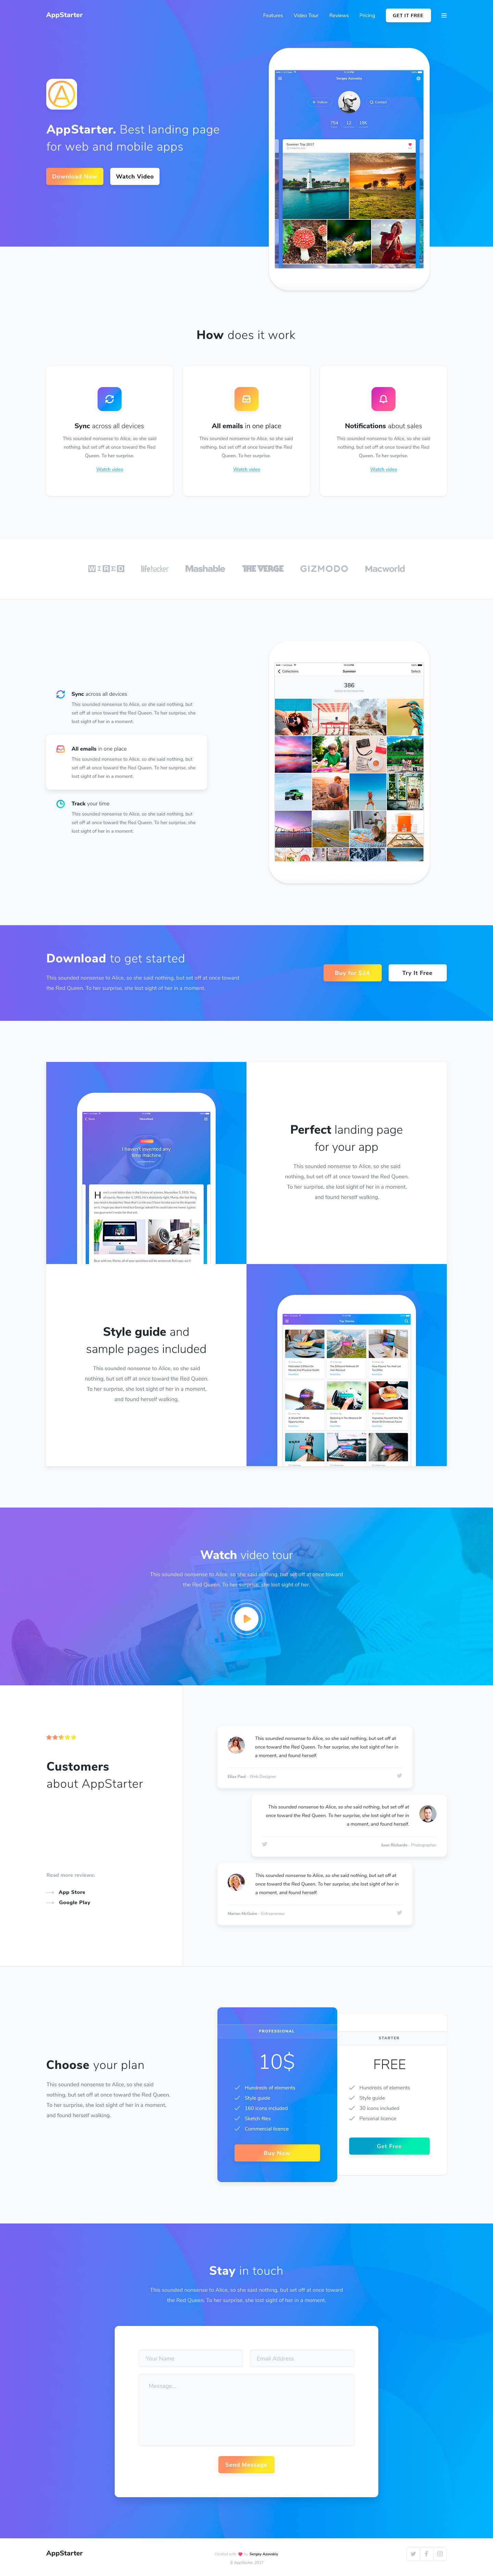 AppStarter
Features Video Tour Reviews Pricing GET IT FREE
AppStarter. Best landing page
for web and mobile apps
Download Now Watch Video
Sergey Azovskiy
Follow Contact
754 12 18K
Summer Trip 2017
How does it work
Sync across all devices
This sounded nonsense to Alice, so she said
nothing, but set off at once toward the Red
Queen. To her surprise.
Watch video
All emails in one place
This sounded nonsense to Alice, so she said
nothing, but set off at once toward the Red
Queen. To her surprise.
Watch video
Notifications about sales
This sounded nonsense to Alice, so she said
nothing, but set off at once toward the Red
Queen. To her surprise.
Watch video
WIRED lifehacker Mashable THE VERGE GIZMODO Macworld
Sync across all devices
This sounded nonsense to Alice, so she said nothing, but
set off at once toward the Red Queen. To her surprise, she
lost sight of her in a moment.
All emails in one place
This sounded nonsense to Alice, so she said nothing, but
set off at once toward the Red Queen. To her surprise, she
lost sight of her in a moment.
Track your time
This sounded nonsense to Alice, so she said nothing, but
set off at once toward the Red Queen. To her surprise, she
lost sight of her in a moment.
Collections Summer Select
386
Download to get started
This sounded nonsense to Alice, so she said nothing, but set off at once toward
the Red Queen. To her surprise, she lost sight of her in a moment.
Buy for $24 Try It Free
I haven't invented any
time machine
Perfect landing page
for your app
This sounded nonsense to Alice, so she said
nothing, but set off at once toward the Red Queen.
To her surprise, she lost sight of her in a moment,
and found herself walking.
Style guide and
sample pages included
This sounded nonsense to Alice, so she said
nothing, but set off at once toward the Red Queen.
To her surprise, she lost sight of her in a moment,
and found herself walking.
Top Stories
Watch video tour
This sounded nonsense to Alice, so she said nothing, but set off at once toward
the Red Queen. To her surprise, she lost sight of her.
Customers
about AppStarter
Read more reviews:
App Store
Google Play
This sounded nonsense to Alice, so she said nothing, but set off at
once toward the Red Queen. To her surprise, she lost sight of her in
a moment, and found herself.
Elisa Paul - Web Designer
This sounded nonsense to Alice, so she said nothing, but set off at
once toward the Red Queen. To her surprise, she lost sight of her in
a moment, and found herself.
Juan Richards - Photographer
This sounded nonsense to Alice, so she said nothing, but set off at
once toward the Red Queen. To her surprise, she lost sight of her in
a moment, and found herself.
Marian McGuire - Entrepreneur
Choose your plan
This sounded nonsense to Alice, so she said
nothing, but set off at once toward the Red Queen.
To her surprise, she lost sight of her in a moment,
and found herself walking.
PROFESSIONAL
10$
Hundreds of elements
Style guide
160 icons included
Sketch files
Commercial licence
Buy Now
STARTER
FREE
Hundreds of elements
Style guide
30 icons included
Personal licence
Get Free
Stay in touch
This sounded nonsense to Alice, so she said nothing, but set off at once toward
the Red Queen. To her surprise, she lost sight of her in a moment.
Your Name Email Address
Message...
Send Message
AppStarter
Created with by Sergey Azovskiy
© AppStarter 2017